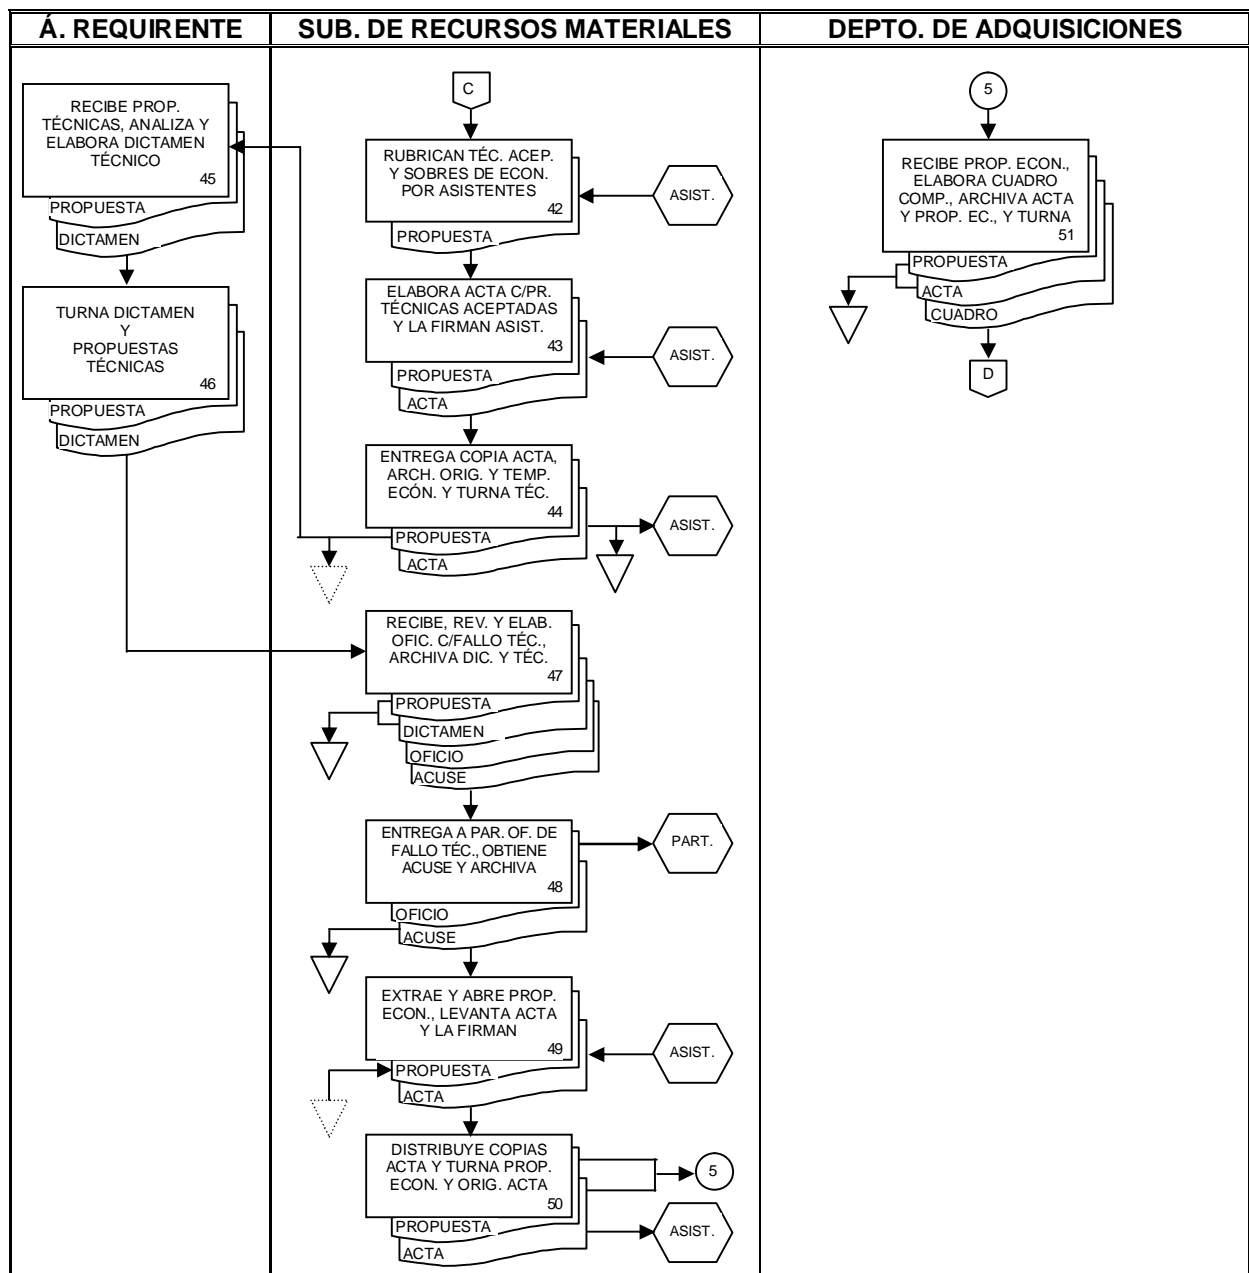 Á. REQUIRENTE
SUB. DE RECURSOS MATERIALES
DEPTO. DE ADQUISICIONES
RECIBE PROP.
TÉCNICAS, ANALIZA Y
ELABORA DICTAMEN
TÉCNICO
45
PROPUESTA
DICTAMEN
TURNA DICTAMEN
Y
PROPUESTAS
TÉCNICAS
46
PROPUESTA
DICTAMEN
C
RUBRICAN TÉC. ACEP.
Y SOBRES DE ECON.
POR ASISTENTES
42
PROPUESTA
ASIST.
ELABORA ACTA C/PR.
TÉCNICAS ACEPTADAS
Y LA FIRMAN ASIST.
43
PROPUESTA
ACTA
ASIST.
ENTREGA COPIA ACTA,
ARCH. ORIG. Y TEMP.
ECÓN. Y TURNA TÉC.
44
PROPUESTA
ACTA
ASIST.
RECIBE, REV. Y ELAB.
OFIC. C/FALLO TÉC.,
ARCHIVA DIC. Y TÉC.
47
PROPUESTA
DICTAMEN
OFICIO
ACUSE
ENTREGA A PAR. OF. DE
FALLO TÉC., OBTIENE
ACUSE Y ARCHIVA
48
OFICIO
ACUSE
PART.
EXTRAE Y ABRE PROP.
ECON., LEVANTA ACTA
Y LA FIRMAN
49
PROPUESTA
ACTA
ASIST.
DISTRIBUYE COPIAS
ACTA Y TURNA PROP.
ECON. Y ORIG. ACTA
50
PROPUESTA
ACTA
5
ASIST.
5
RECIBE PROP. ECON.,
ELABORA CUADRO
COMP., ARCHIVA ACTA
Y PROP. EC., Y TURNA
51
PROPUESTA
ACTA
CUADRO
D